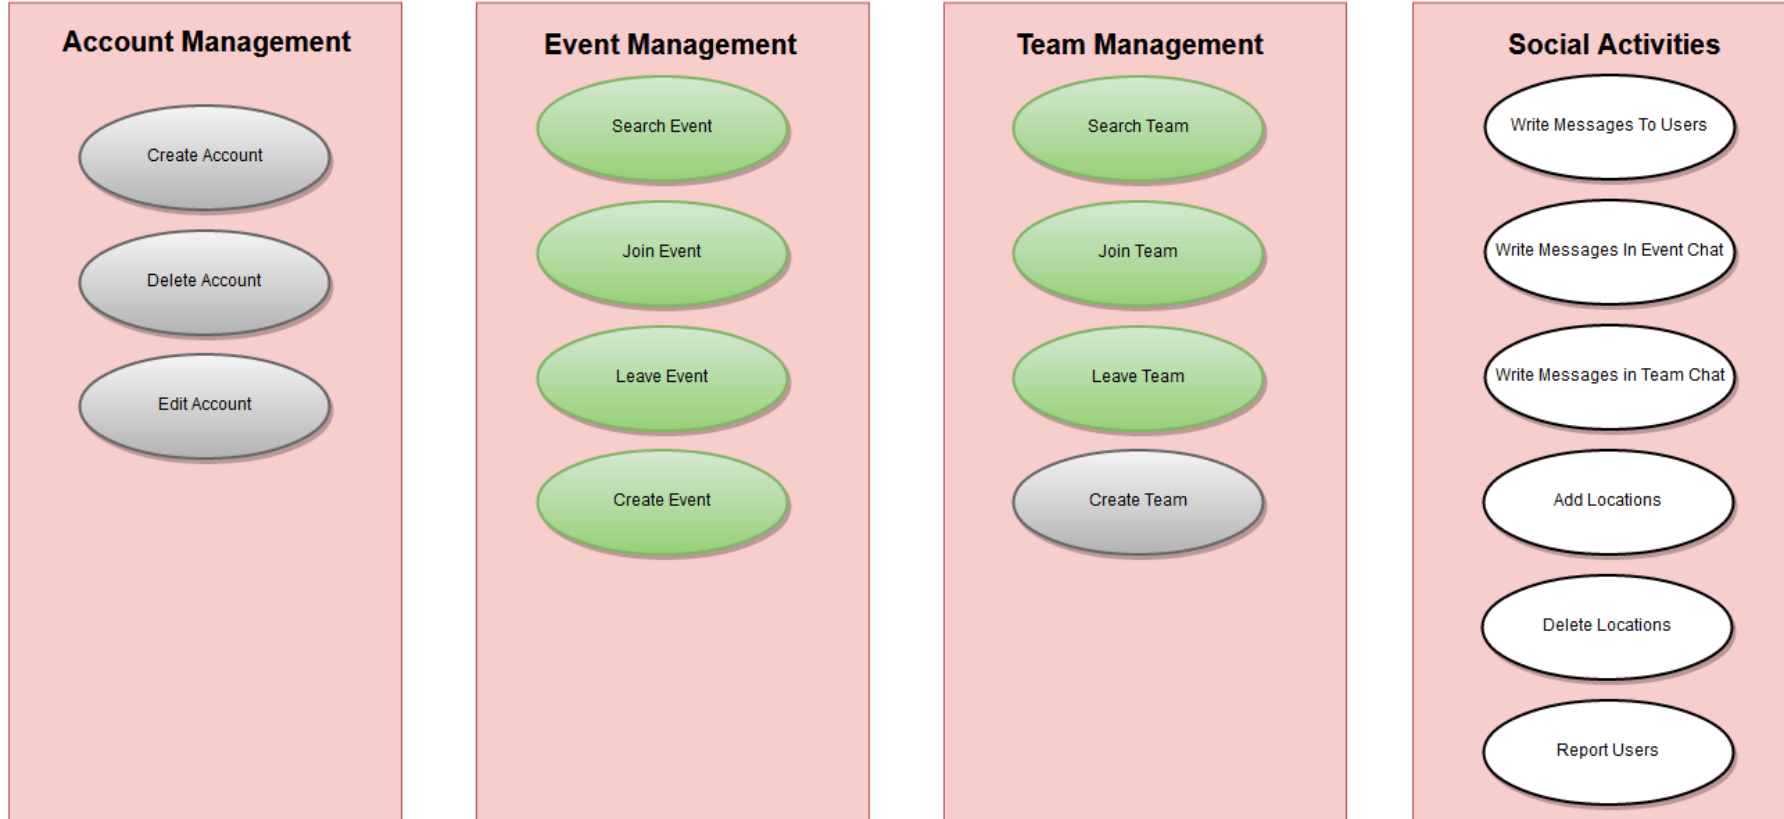 Account Management
Create Account
Delete Account
Edit Account
Event Management
Search Event
Join Event
Leave Event
Create Event
Team Management
Search Team
Join Team
Leave Team
Create Team
Social Activities
Write Messages To Users
Write Messages In Event Chat
Write Messages in Team Chat
Add Locations
Delete Locations
Report Users